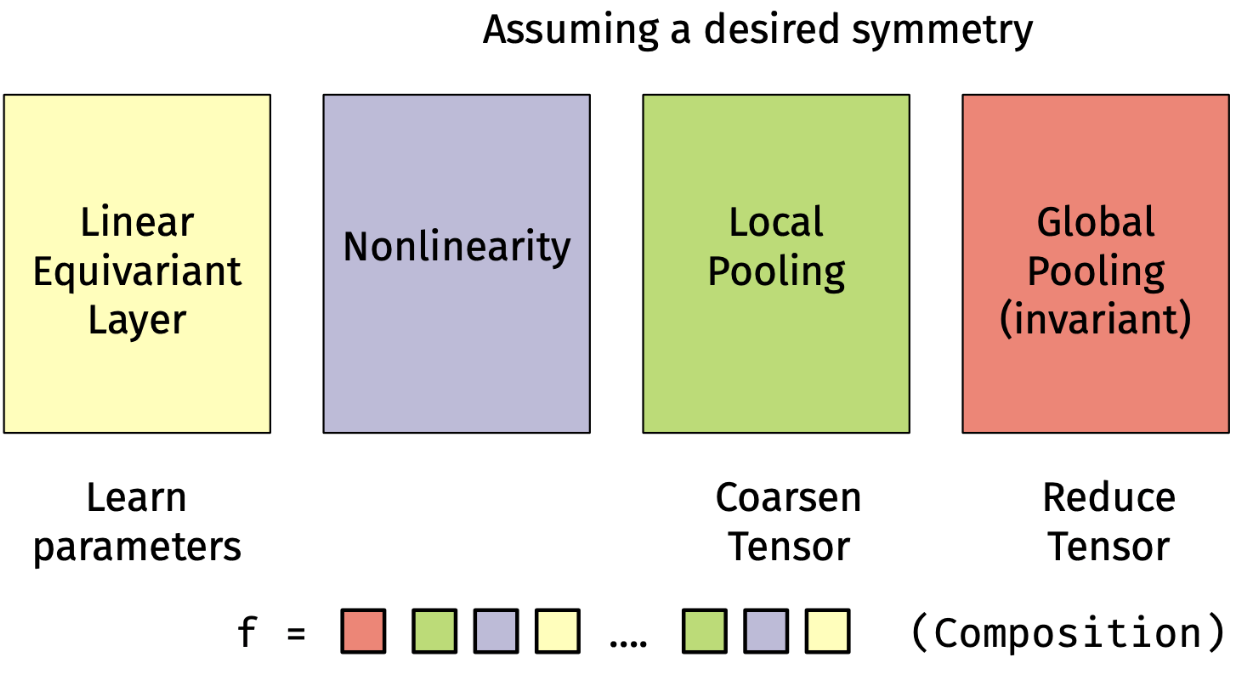 Assuming a desired symmetry
Linear
Equivariant
Layer
Nonlinearity
Local
Pooling
Global
Pooling
(invariant)
Learn
parameters
Coarsen
Tensor
Reduce
Tensor
f = .... (Composition)